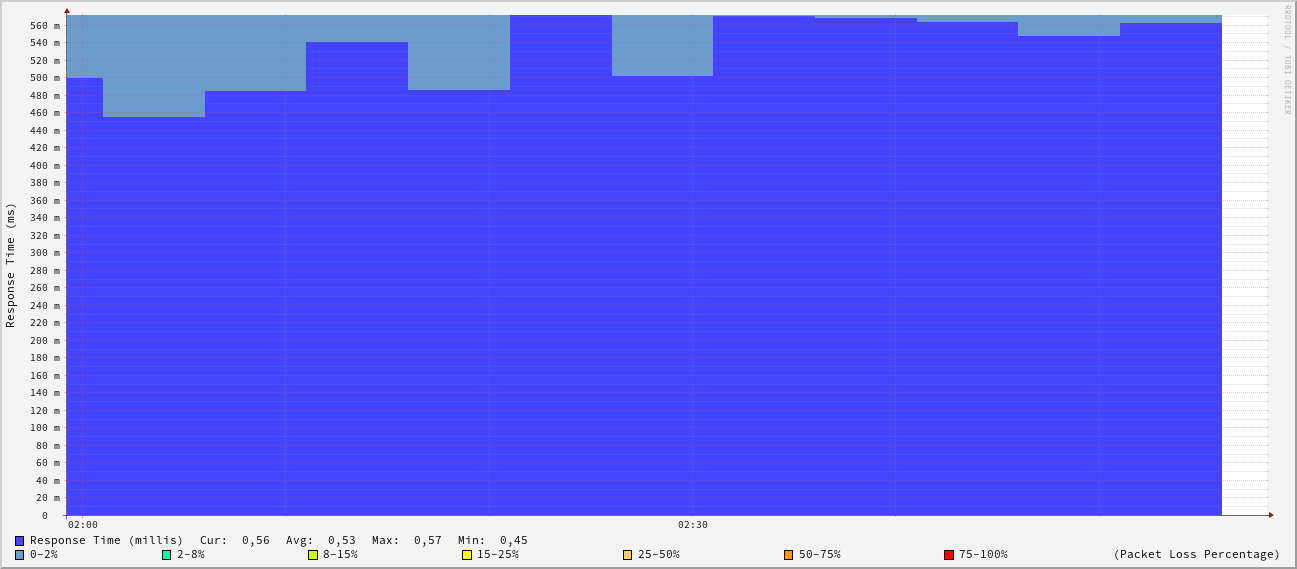 RRDTOOL / TOBI OETIKER
Response Time (ms)
560 m
540 m
520 m
500 m
480 m
460 m
440 m
420 m
400 m
380 m
360 m
340 m
320 m
300 m
280 m
260 m
240 m
220 m
200 m
180 m
160 m
140 m
120 m
100 m
80 m
60 m
40 m
20 m
0
02:00 02:30
Response Time (millis) Cur: 0,56 Avg: 0,53 Max: 0,57 Min: 0,45
0-2% 2-8% 8-15% 15-25% 25-50% 50-75% 75-100% (Packet Loss Percentage)